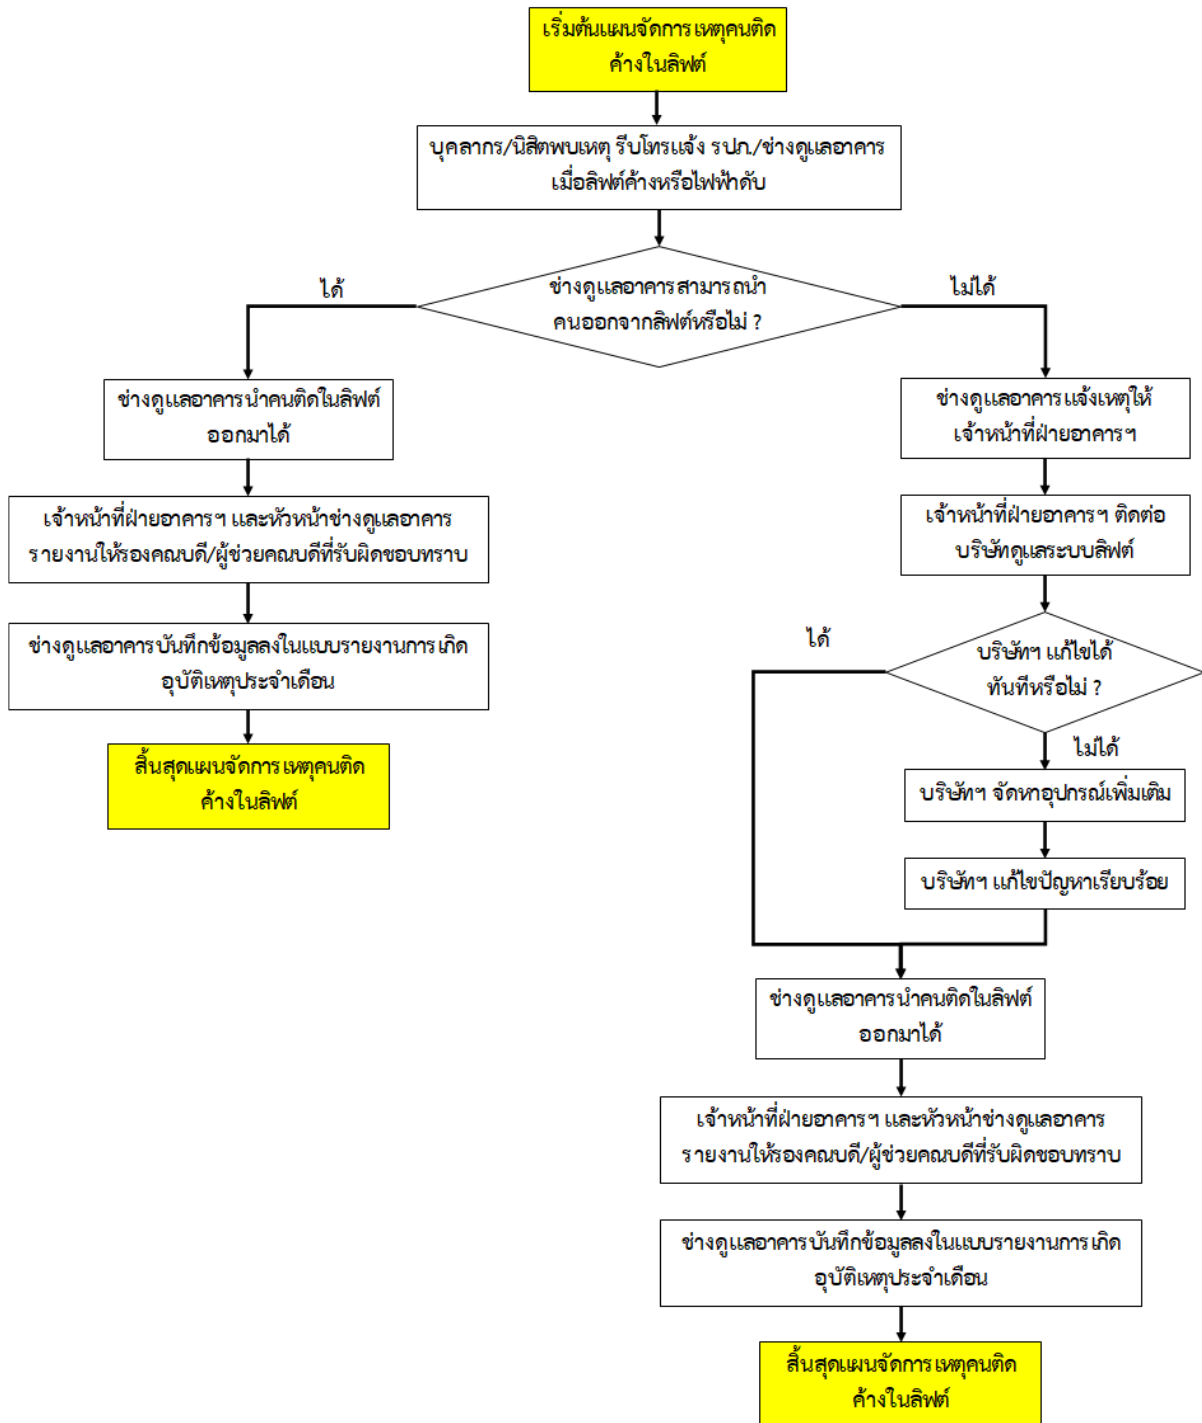 เริ่มต้นแผนจัดการเหตุคนติด
ค้างในลิฟต์
บุคลากร/นิสิตพบเหตุ รีบโทรแจ้ง รปภ./ช่างดูแลอาคาร
เมื่อลิฟต์ค้างหรือไฟฟ้าดับ
ช่างดูแลอาคารสามารถนำ
คนออกจากลิฟต์หรือไม่ ?
ได้
ไม่ได้
ช่างดูแลอาคารนำคนติดในลิฟต์
ออกมาได้
เจ้าหน้าที่ฝ่ายอาคารฯ และหัวหน้าช่างดูแลอาคาร
รายงานให้รองคณบดี/ผู้ช่วยคณบดีที่รับผิดชอบทราบ
ช่างดูแลอาคารบันทึกข้อมูลลงในแบบรายงานการเกิด
อุบัติเหตุประจำเดือน
สิ้นสุดแผนจัดการเหตุคนติด
ค้างในลิฟต์
ช่างดูแลอาคารแจ้งเหตุให้
เจ้าหน้าที่ฝ่ายอาคารฯ
เจ้าหน้าที่ฝ่ายอาคารฯ ติดต่อ
บริษัทดูแลระบบลิฟต์
บริษัทฯ แก้ไขได้
ทันทีหรือไม่ ?
ได้
ไม่ได้
บริษัทฯ จัดหาอุปกรณ์เพิ่มเติม
บริษัทฯ แก้ไขปัญหาเรียบร้อย
ช่างดูแลอาคารนำคนติดในลิฟต์
ออกมาได้
เจ้าหน้าที่ฝ่ายอาคารฯ และหัวหน้าช่างดูแลอาคาร
รายงานให้รองคณบดี/ผู้ช่วยคณบดีที่รับผิดชอบทราบ
ช่างดูแลอาคารบันทึกข้อมูลลงในแบบรายงานการเกิด
อุบัติเหตุประจำเดือน
สิ้นสุดแผนจัดการเหตุคนติด
ค้างในลิฟต์